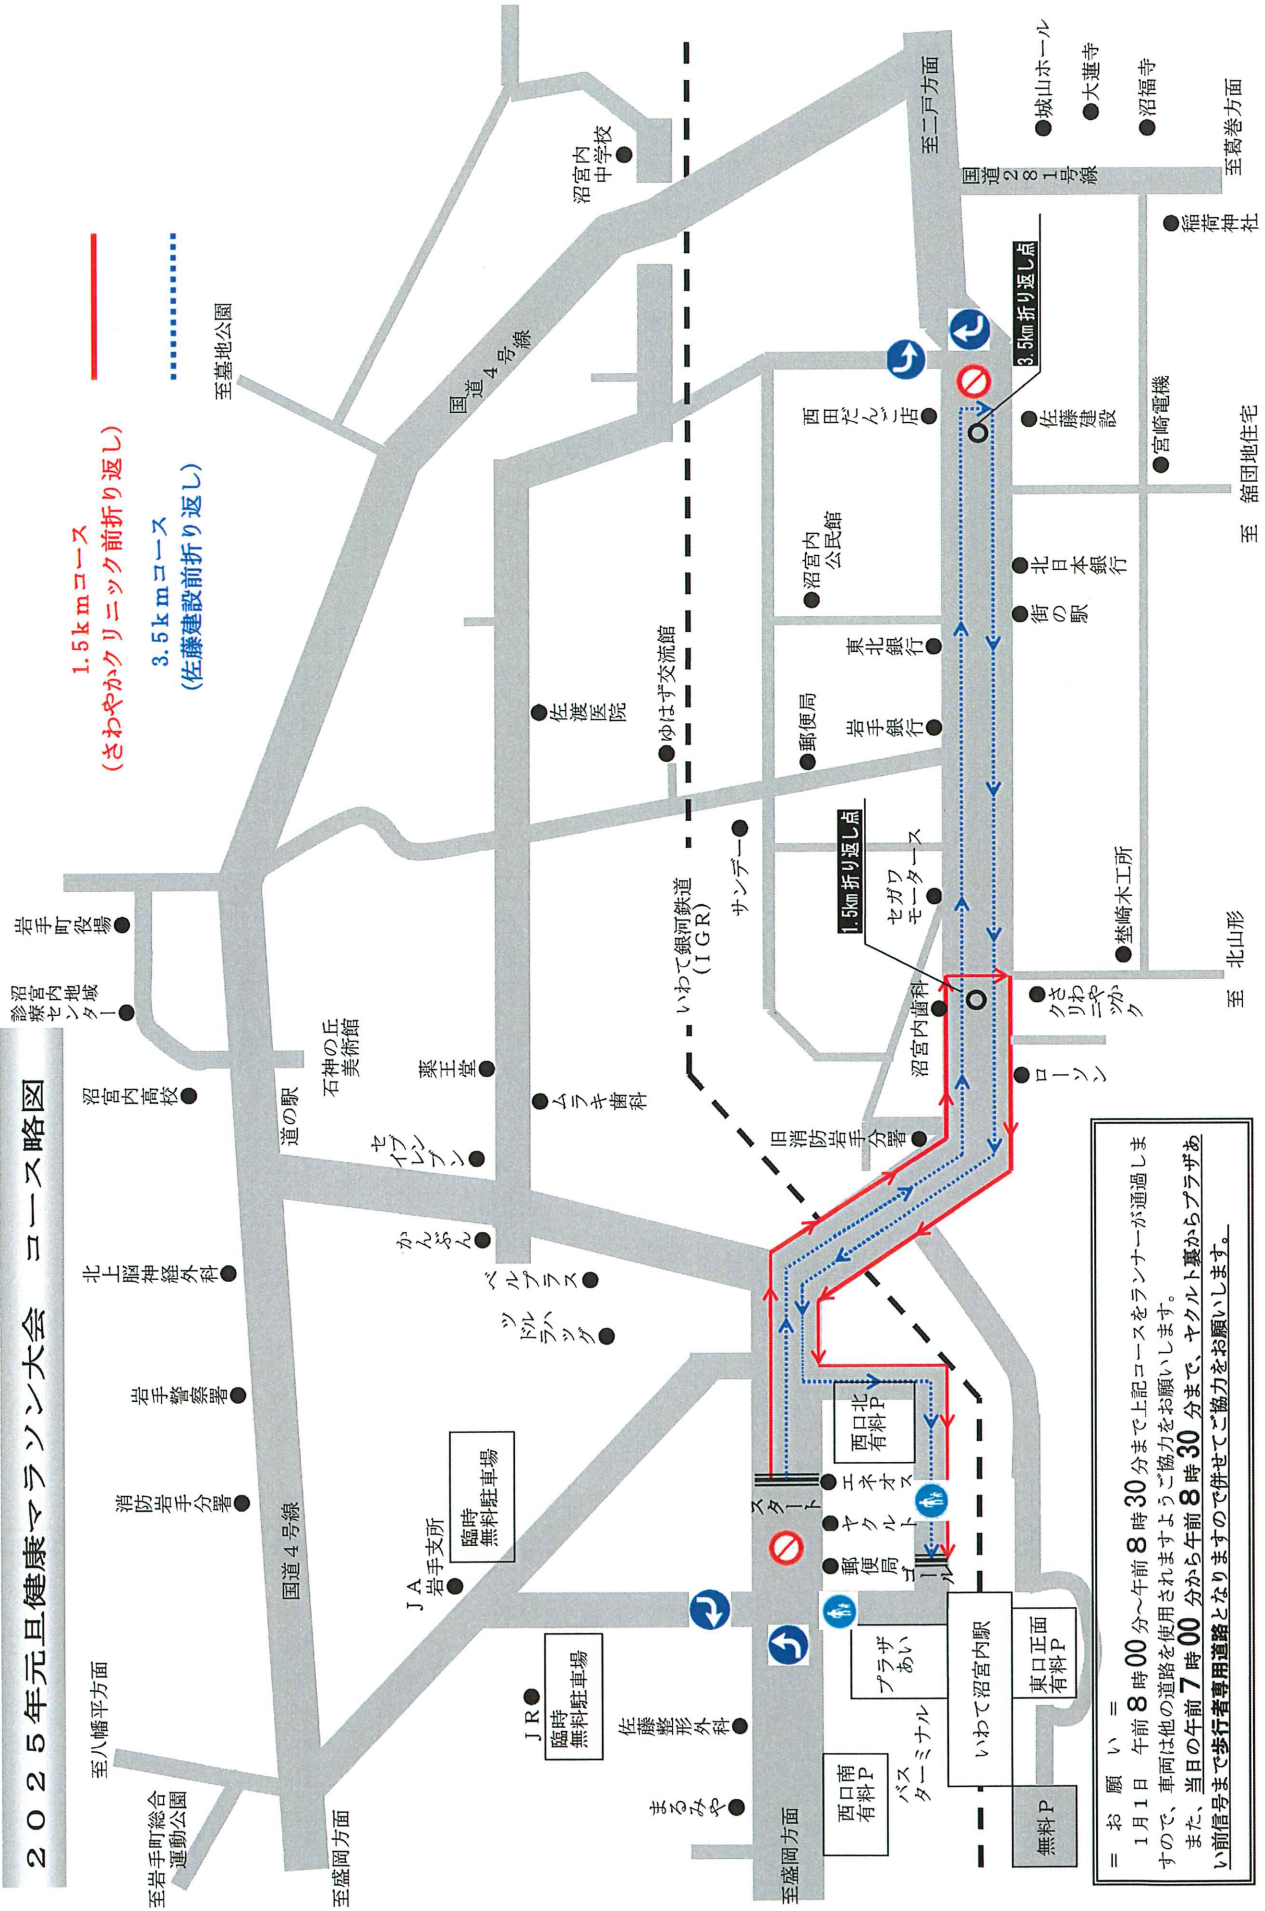 2025年元旦健康マラソン大会　コース略図
1.5kmコース
(さわやかクリニック前折り返し)
3.5kmコース
(佐藤建設前折り返し)
至八幡平方面
至岩手町総合
運動公園
至盛岡方面
消防岩手分署
岩手警察署
北上脳神経外科
沼宮内高校
沼宮内地域
診療センター
岩手町役場
国道4号線
道の駅
石神の丘
美術館
至墓地公園
国道4号線
沼宮内
中学校
JA
岩手支所
臨時
無料駐車場
JR
臨時
無料駐車場
かんぶん
セブン
イレブン
薬王堂
ムラキ歯科
佐渡医院
ベルプラス
ツルハ
ドラッグ
ゆはず交流館
いわて銀河鉄道
(IGR)
サンデー
郵便局
沼宮内
公民館
まるみや
佐藤整形外科
至盛岡方面
スタート
旧消防岩手分署
沼宮内歯科
1.5km折り返し点
セガワ
モータース
岩手銀行
東北銀行
西田だんご店
至二戸方面
国道281号線
3.5km折り返し点
城山ホール
大蓮寺
沼福寺
至葛巻方面
稲荷神社
佐藤建設
宮崎電機
至　舘団地住宅
北日本銀行
街の駅
埜崎木工所
至　北山形
さわやか
クリニック
ローソン
西口北
有料P
エネオス
ヤクルト
郵便局
ゴール
プラザ
あい
西口南
有料P
バス
ターミナル
いわて沼宮内駅
東口正面
有料P
無料P
＝　お　願　い　＝
1月1日　午前8時00分～午前8時30分まで上記コースをランナーが通過しま
すので、車両は他の道路を使用されますようご協力をお願いします。
また、当日の午前7時00分から午前8時30分まで、ヤクルト裏からプラザあ
い前信号まで歩行者専用道路となりますので併せてご協力をお願いします。